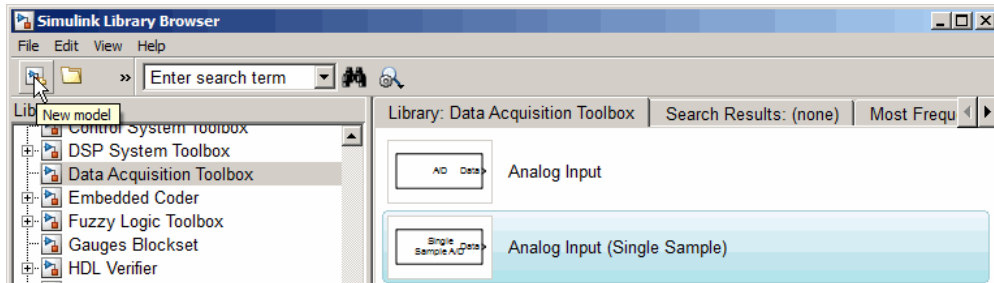 Simulink Library Browser
File Edit View Help
» Enter search term
New model
Lib
Control System Toolbox
DSP System Toolbox
Data Acquisition Toolbox
Embedded Coder
Fuzzy Logic Toolbox
Gauges Blockset
HDL Verifier
Library: Data Acquisition Toolbox Search Results: (none) Most Frequ
A/D Data
Analog Input
Single Sample A/D Data
Analog Input (Single Sample)